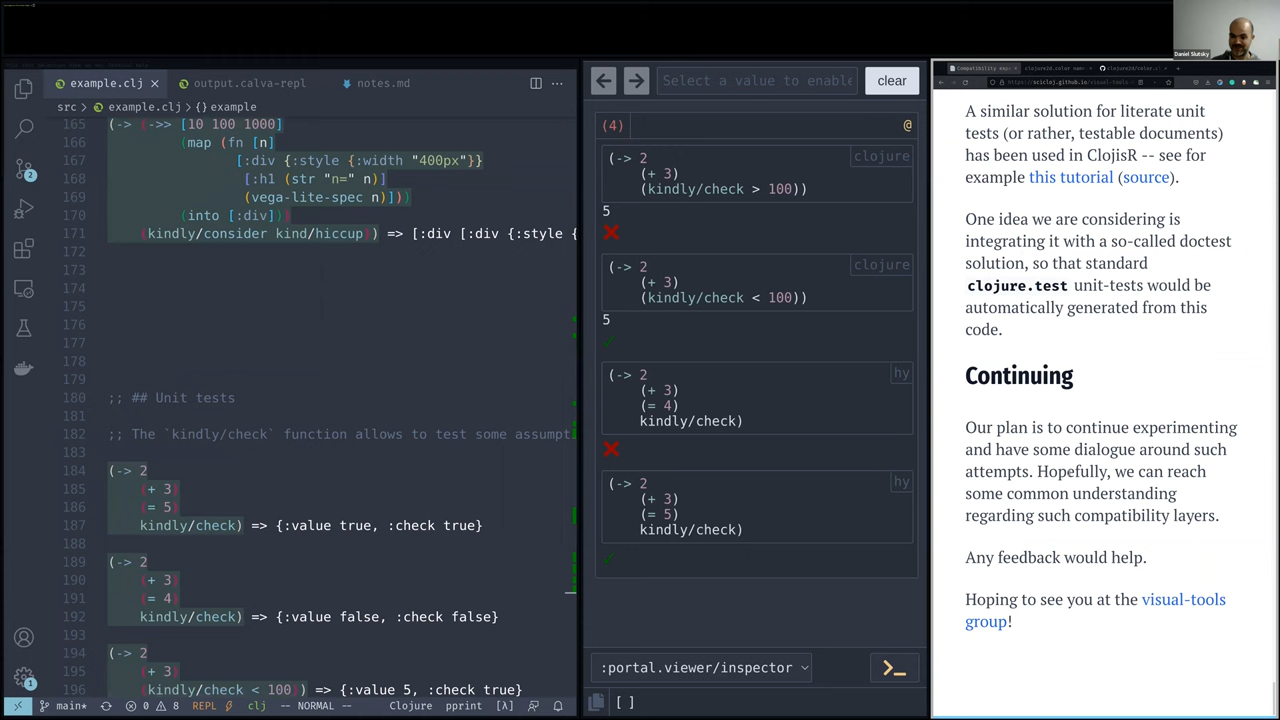 Daniel Slutsky
example.clj
outpu
src > example.clj > {} example
165 (-> (->> [10 100 1000]
166 (map (fn [n]
167 [:div {:style {:width "400px"}}
168 [:h1 (str "n=" n)]
169 (vega-lite-spec n)]))
170 (into [:div]))
171 (kindly/consider kind/hiccup)) => [:div [:div {:style {
172
173
174
175
176
177
178
179
180 ;; ## Unit tests
181
182 ;; The `kindly/check` function allows to test some assumpt
183
184 (-> 2
185 (+ 3)
186 (= 5)
187 kindly/check) => {:value true, :check true}
188
189 (-> 2
190 (+ 3)
191 (= 4)
192 kindly/check) => {:value false, :check false}
193
194 (-> 2
195 (+ 3)
196 (kindly/check < 100)) => {:value 5, :check true}
2
1
main* 0 8 REPL clj -- NORMAL -- Clojure pprint [λ]
clear
(4) @
(-> 2 clojure
(+ 3)
(kindly/check > 100))
5
(-> 2 clojure
(+ 3)
(kindly/check < 100))
5
(-> 2 hy
(+ 3)
(= 4)
kindly/check)
(-> 2 hy
(+ 3)
(= 5)
kindly/check)
:portal.viewer/inspector
[ ]
A similar solution for literate unit
tests (or rather, testable documents)
has been used in ClojisR -- see for
example this tutorial (source).
One idea we are considering is
integrating it with a so-called doctest
solution, so that standard
clojure.test unit-tests would be
automatically generated from this
code.
Continuing
Our plan is to continue experimenting
and have some dialogue around such
attempts. Hopefully, we can reach
some common understanding
regarding such compatibility layers.
Any feedback would help.
Hoping to see you at the visual-tools
group!